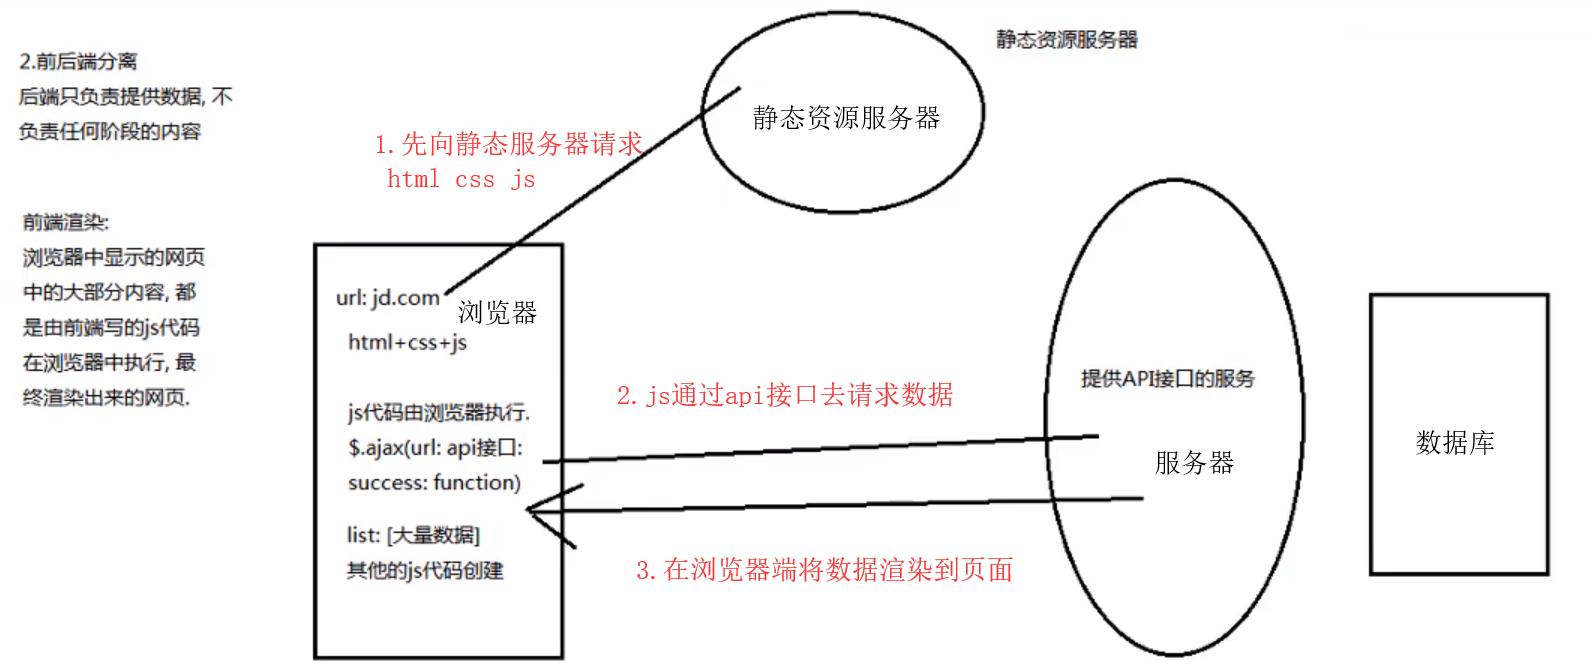 2.前后端分离
后端只负责提供数据, 不
负责任何阶段的内容
前端渲染:
浏览器中显示的网页
中的大部分内容, 都
是由前端写的js代码
在浏览器中执行, 最
终渲染出来的网页.
1.先向静态服务器请求
html css js
静态资源服务器
静态资源服务器
url: jd.com
浏览器
html+css+js
js代码由浏览器执行.
$.ajax(url: api接口:
success: function)
list: [大量数据]
其他的js代码创建
2.js通过api接口去请求数据
3.在浏览器端将数据渲染到页面
提供API接口的服务
服务器
数据库